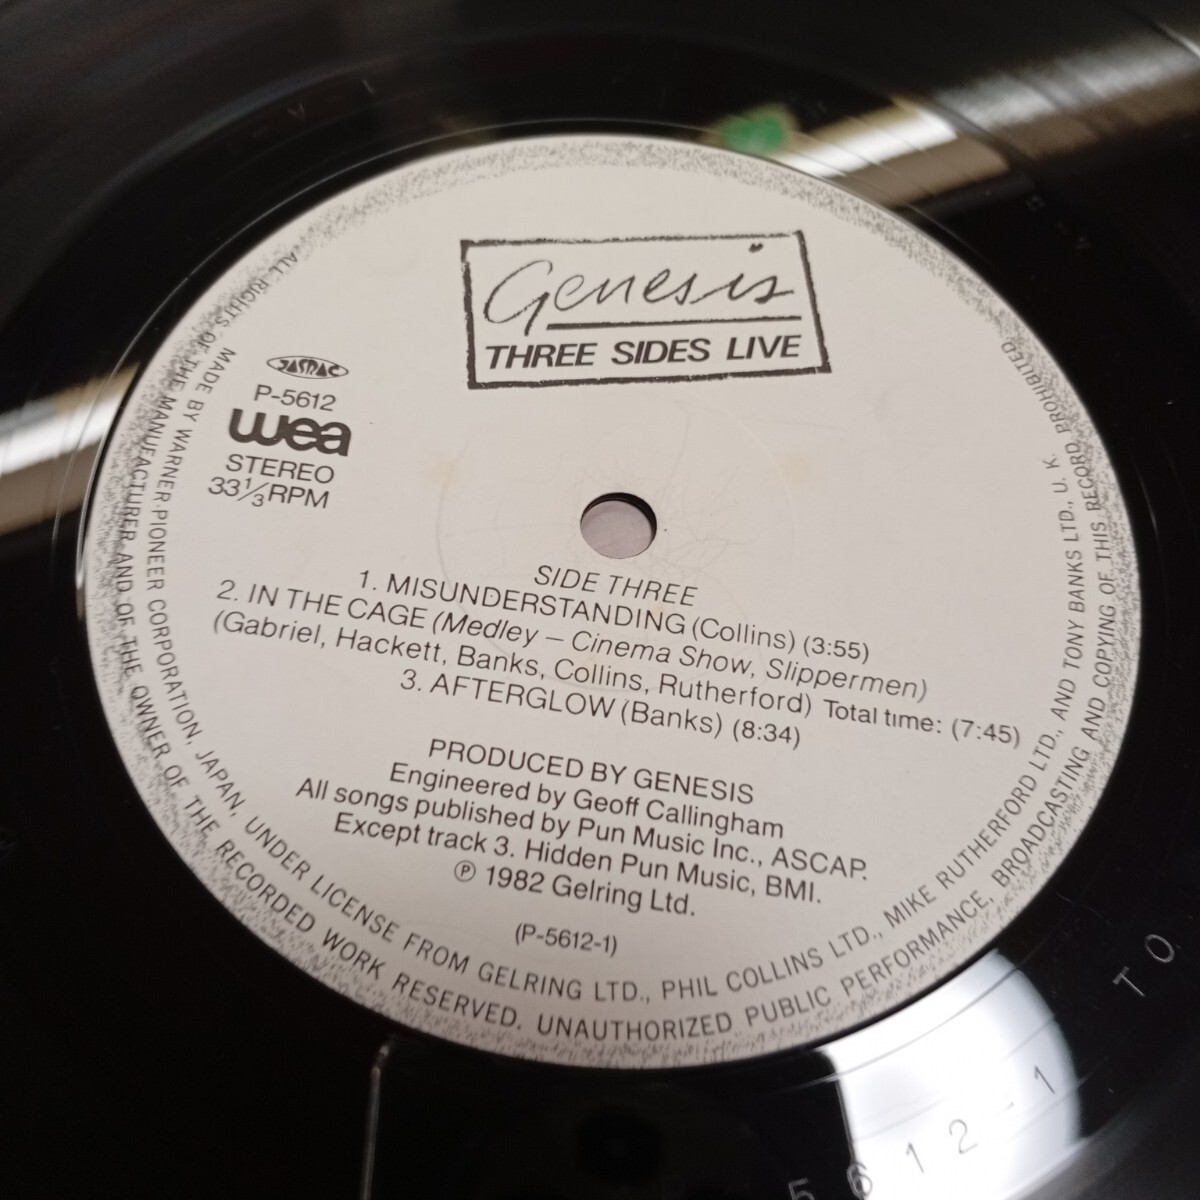 Genesis
THREE SIDES LIVE
JASRAC
P-5612
wea
STEREO
33 1/3 RPM
SIDE THREE
1. MISUNDERSTANDING (Collins) (3:55)
2. IN THE CAGE (Medley – Cinema Show, Slippermen)
(Gabriel, Hackett, Banks, Collins, Rutherford) Total time: (7:45)
3. AFTERGLOW (Banks) (8:34)
PRODUCED BY GENESIS
Engineered by Geoff Callingham
All songs published by Pun Music Inc., ASCAP.
Except track 3. Hidden Pun Music, BMI.
℗ 1982 Gelring Ltd.
(P-5612-1)
MADE BY WARNER-PIONEER CORPORATION, JAPAN, UNDER LICENSE FROM GELRING LTD., PHIL COLLINS LTD., MIKE RUTHERFORD LTD., AND TONY BANKS LTD., U. K.
ALL RIGHTS OF THE MANUFACTURER AND OF THE OWNER OF THE RECORDED WORK RESERVED. UNAUTHORIZED PUBLIC PERFORMANCE, BROADCASTING AND COPYING OF THIS RECORD PROHIBITED.
5612-1 TO